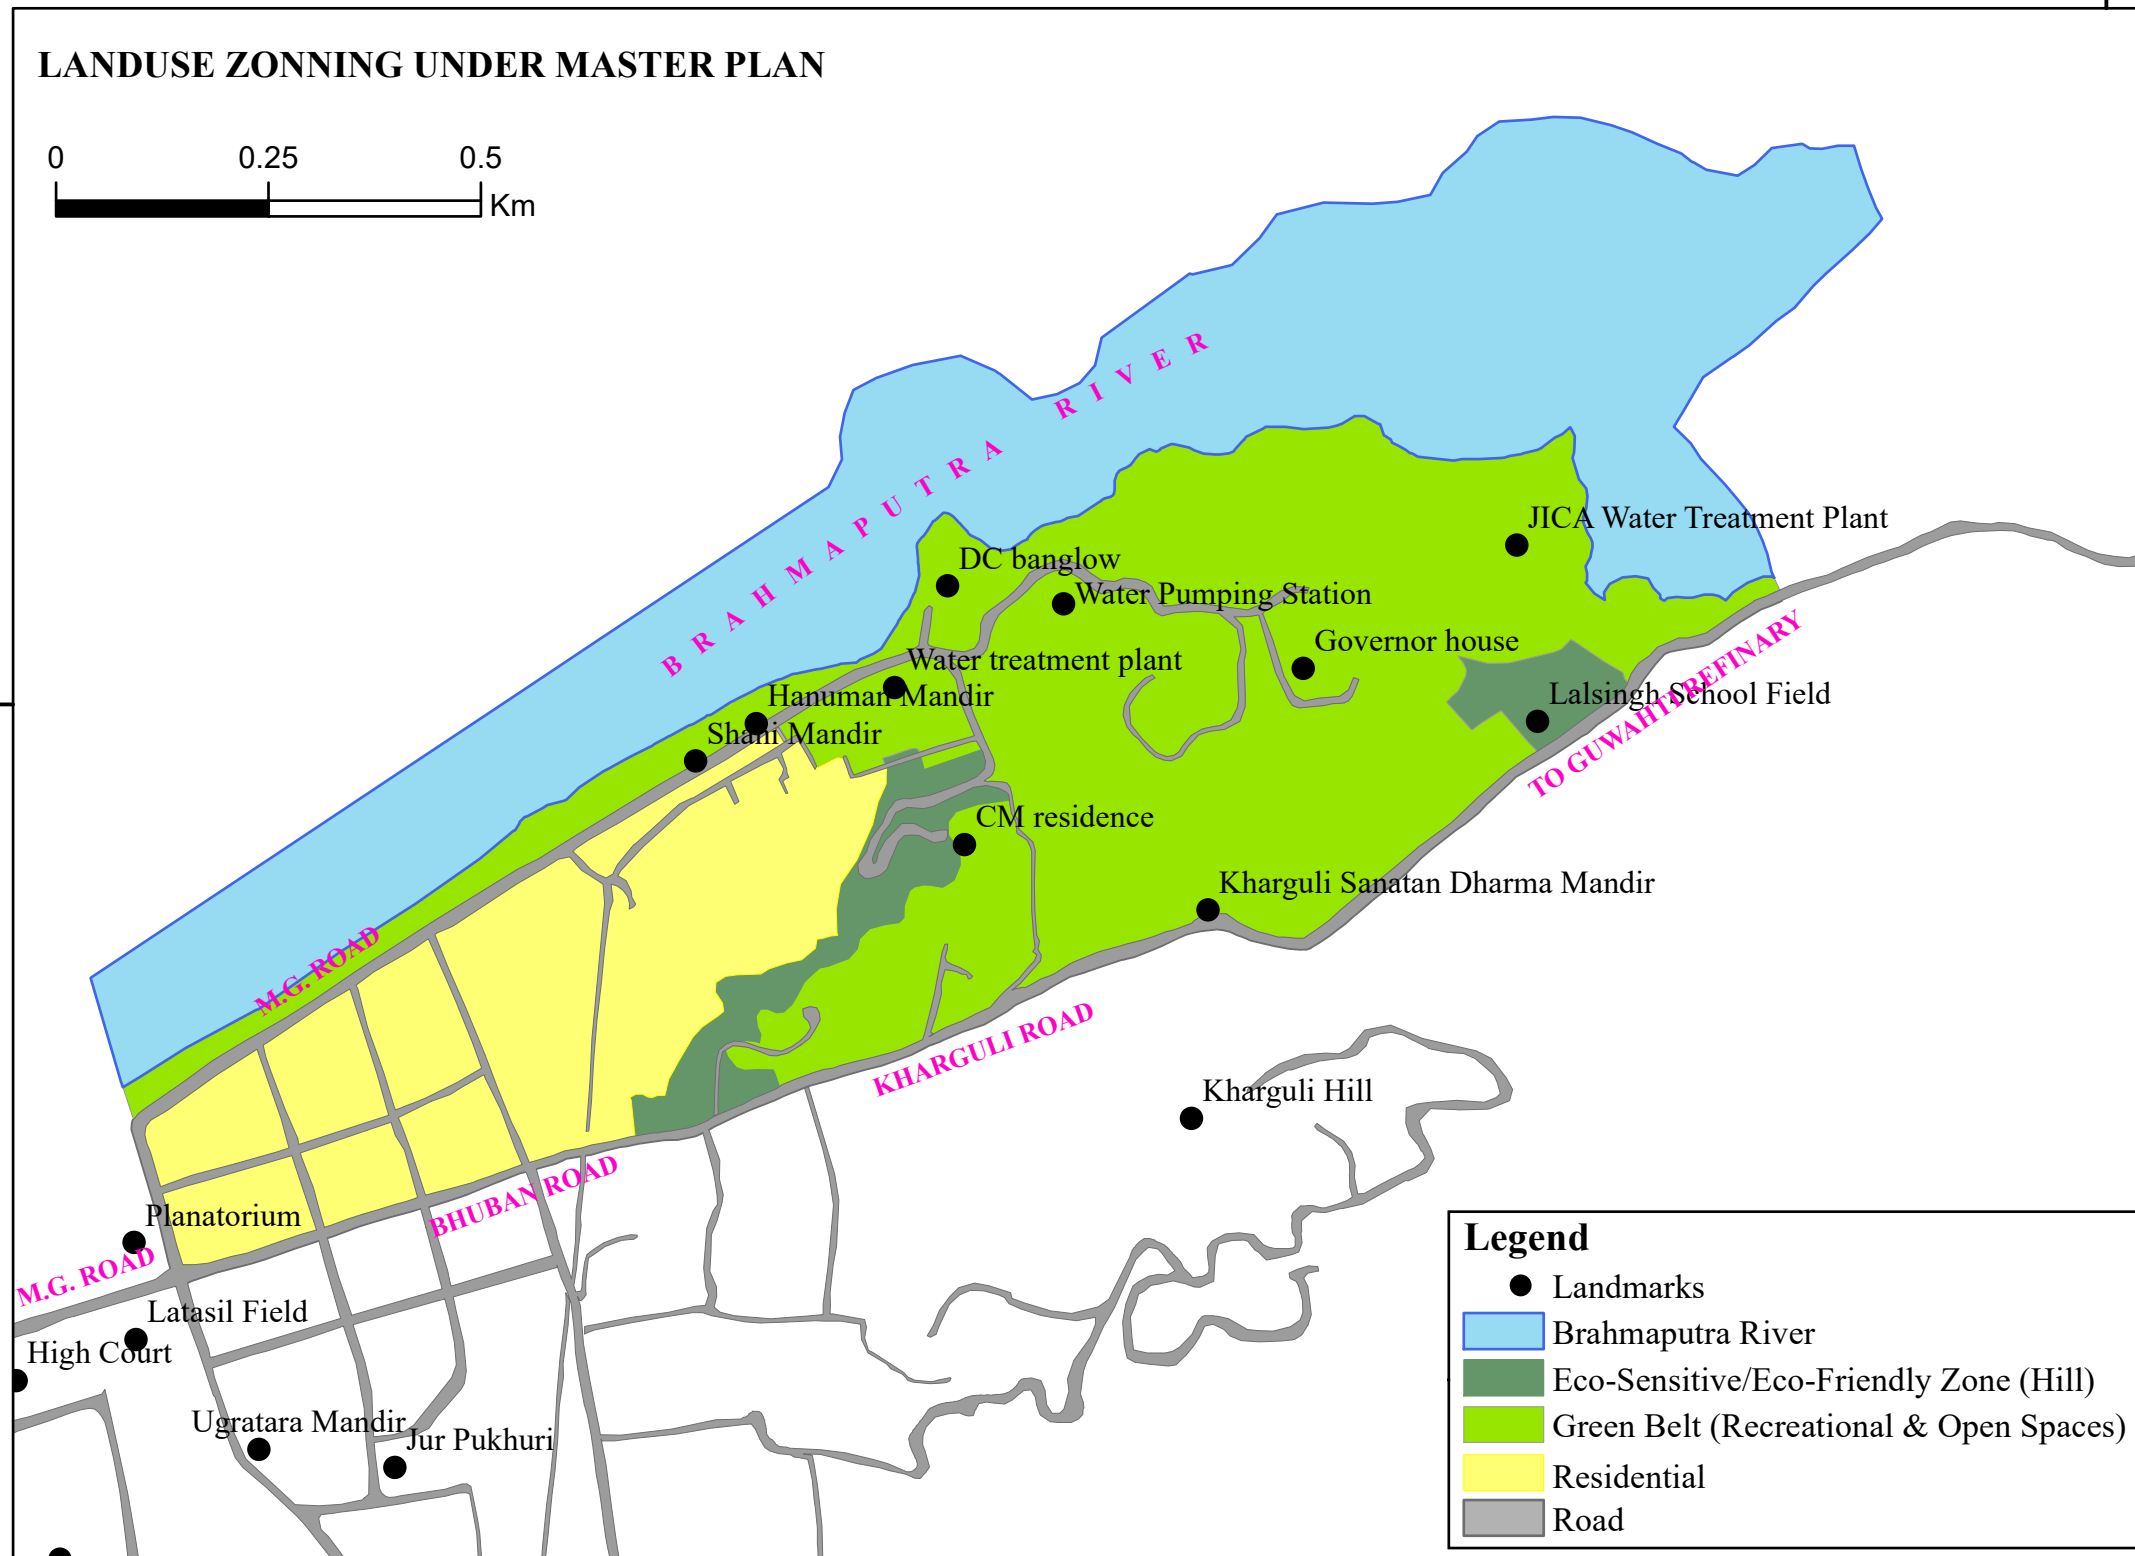 LANDUSE ZONNING UNDER MASTER PLAN
0 0.25 0.5
Km
BRAHMAPUTRA RIVER
JICA Water Treatment Plant
DC banglow
Water Pumping Station
Governor house
Water treatment plant
Hanuman Mandir
Lalsingh School Field
TO GUWAHTI REFINARY
Shani Mandir
CM residence
Kharguli Sanatan Dharma Mandir
M.G. ROAD
KHARGULI ROAD
Kharguli Hill
BHUBAN ROAD
Planatorium
M.G. ROAD
Latasil Field
High Court
Ugratara Mandir
Jur Pukhuri
Legend
Landmarks
Brahmaputra River
Eco-Sensitive/Eco-Friendly Zone (Hill)
Green Belt (Recreational & Open Spaces)
Residential
Road